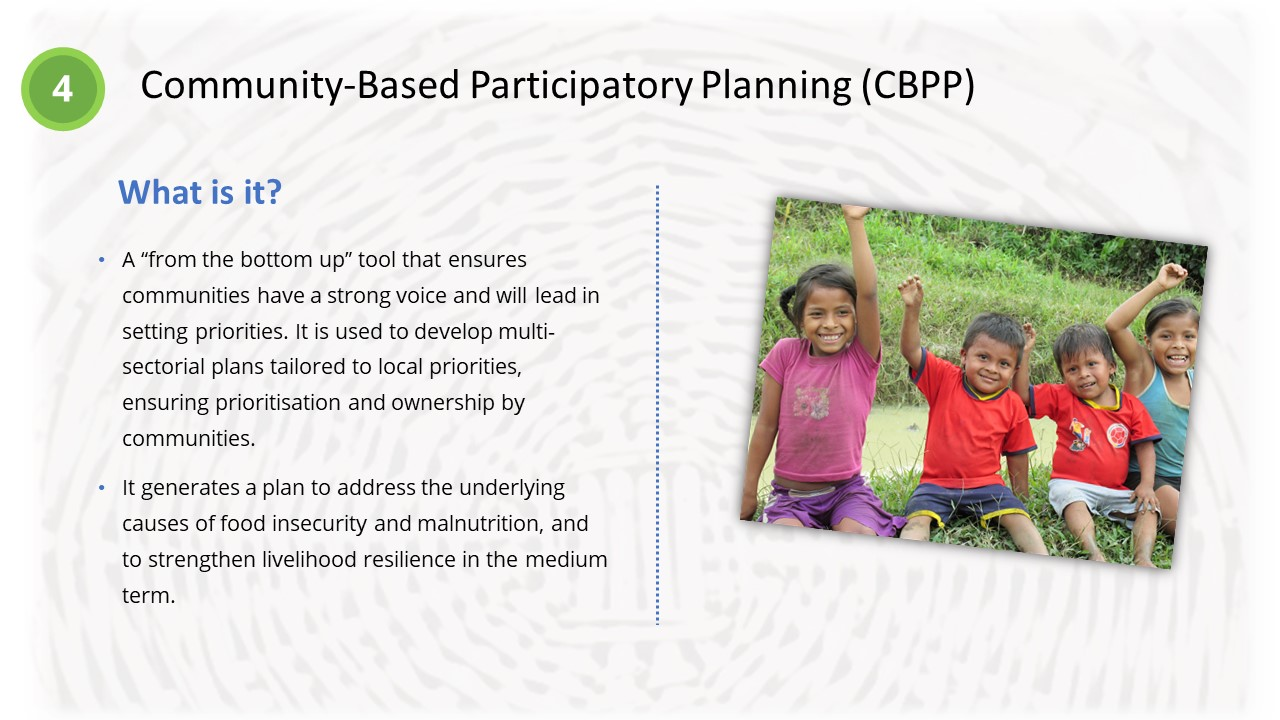 4
Community-Based Participatory Planning (CBPP)
What is it?
• A “from the bottom up” tool that ensures
communities have a strong voice and will lead in
setting priorities. It is used to develop multi-
sectorial plans tailored to local priorities,
ensuring prioritisation and ownership by
communities.
• It generates a plan to address the underlying
causes of food insecurity and malnutrition, and
to strengthen livelihood resilience in the medium
term.